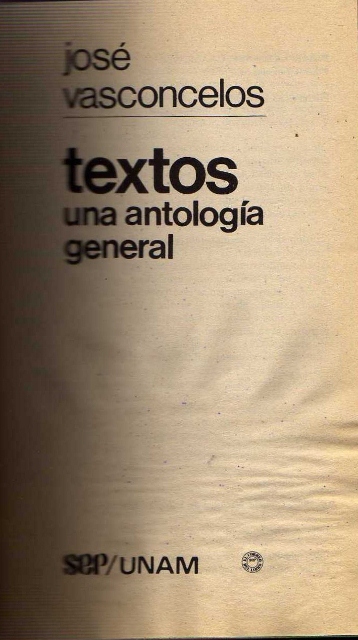 josé
vasconcelos
textos
una antología
general
sep/UNAM